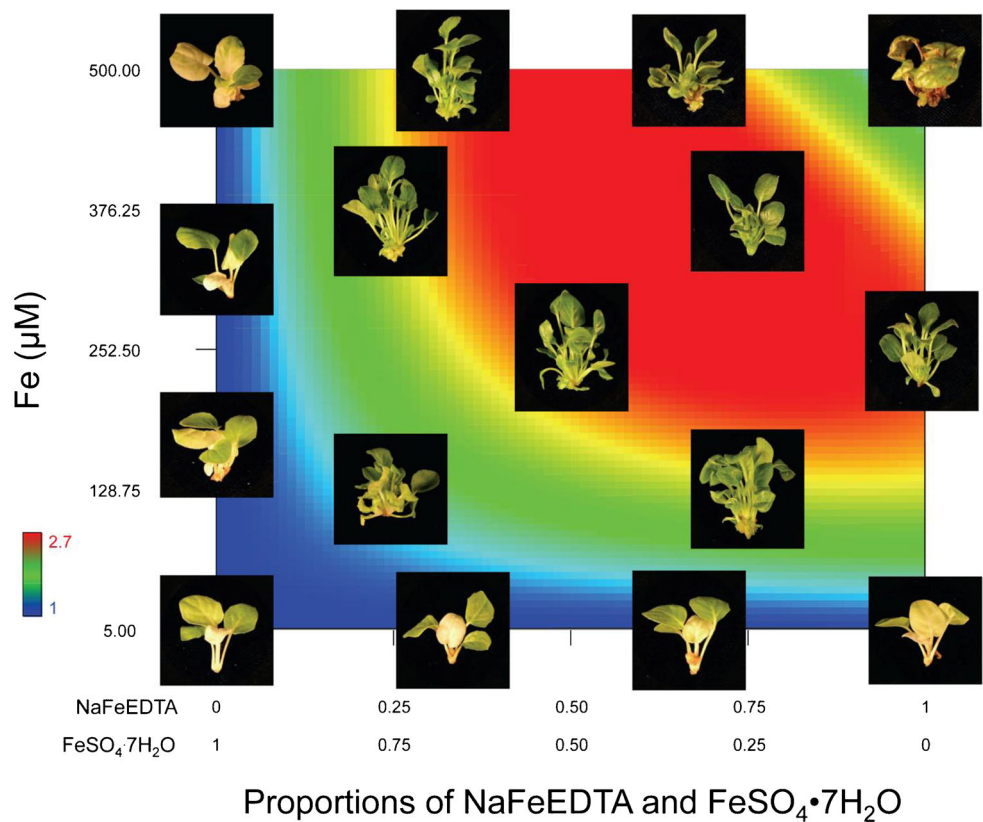 500.00
376.25
Fe (µM)
252.50
128.75
2.7
1
5.00
NaFeEDTA 0 0.25 0.50 0.75 1
FeSO₄·7H₂O 1 0.75 0.50 0.25 0
Proportions of NaFeEDTA and FeSO₄•7H₂O